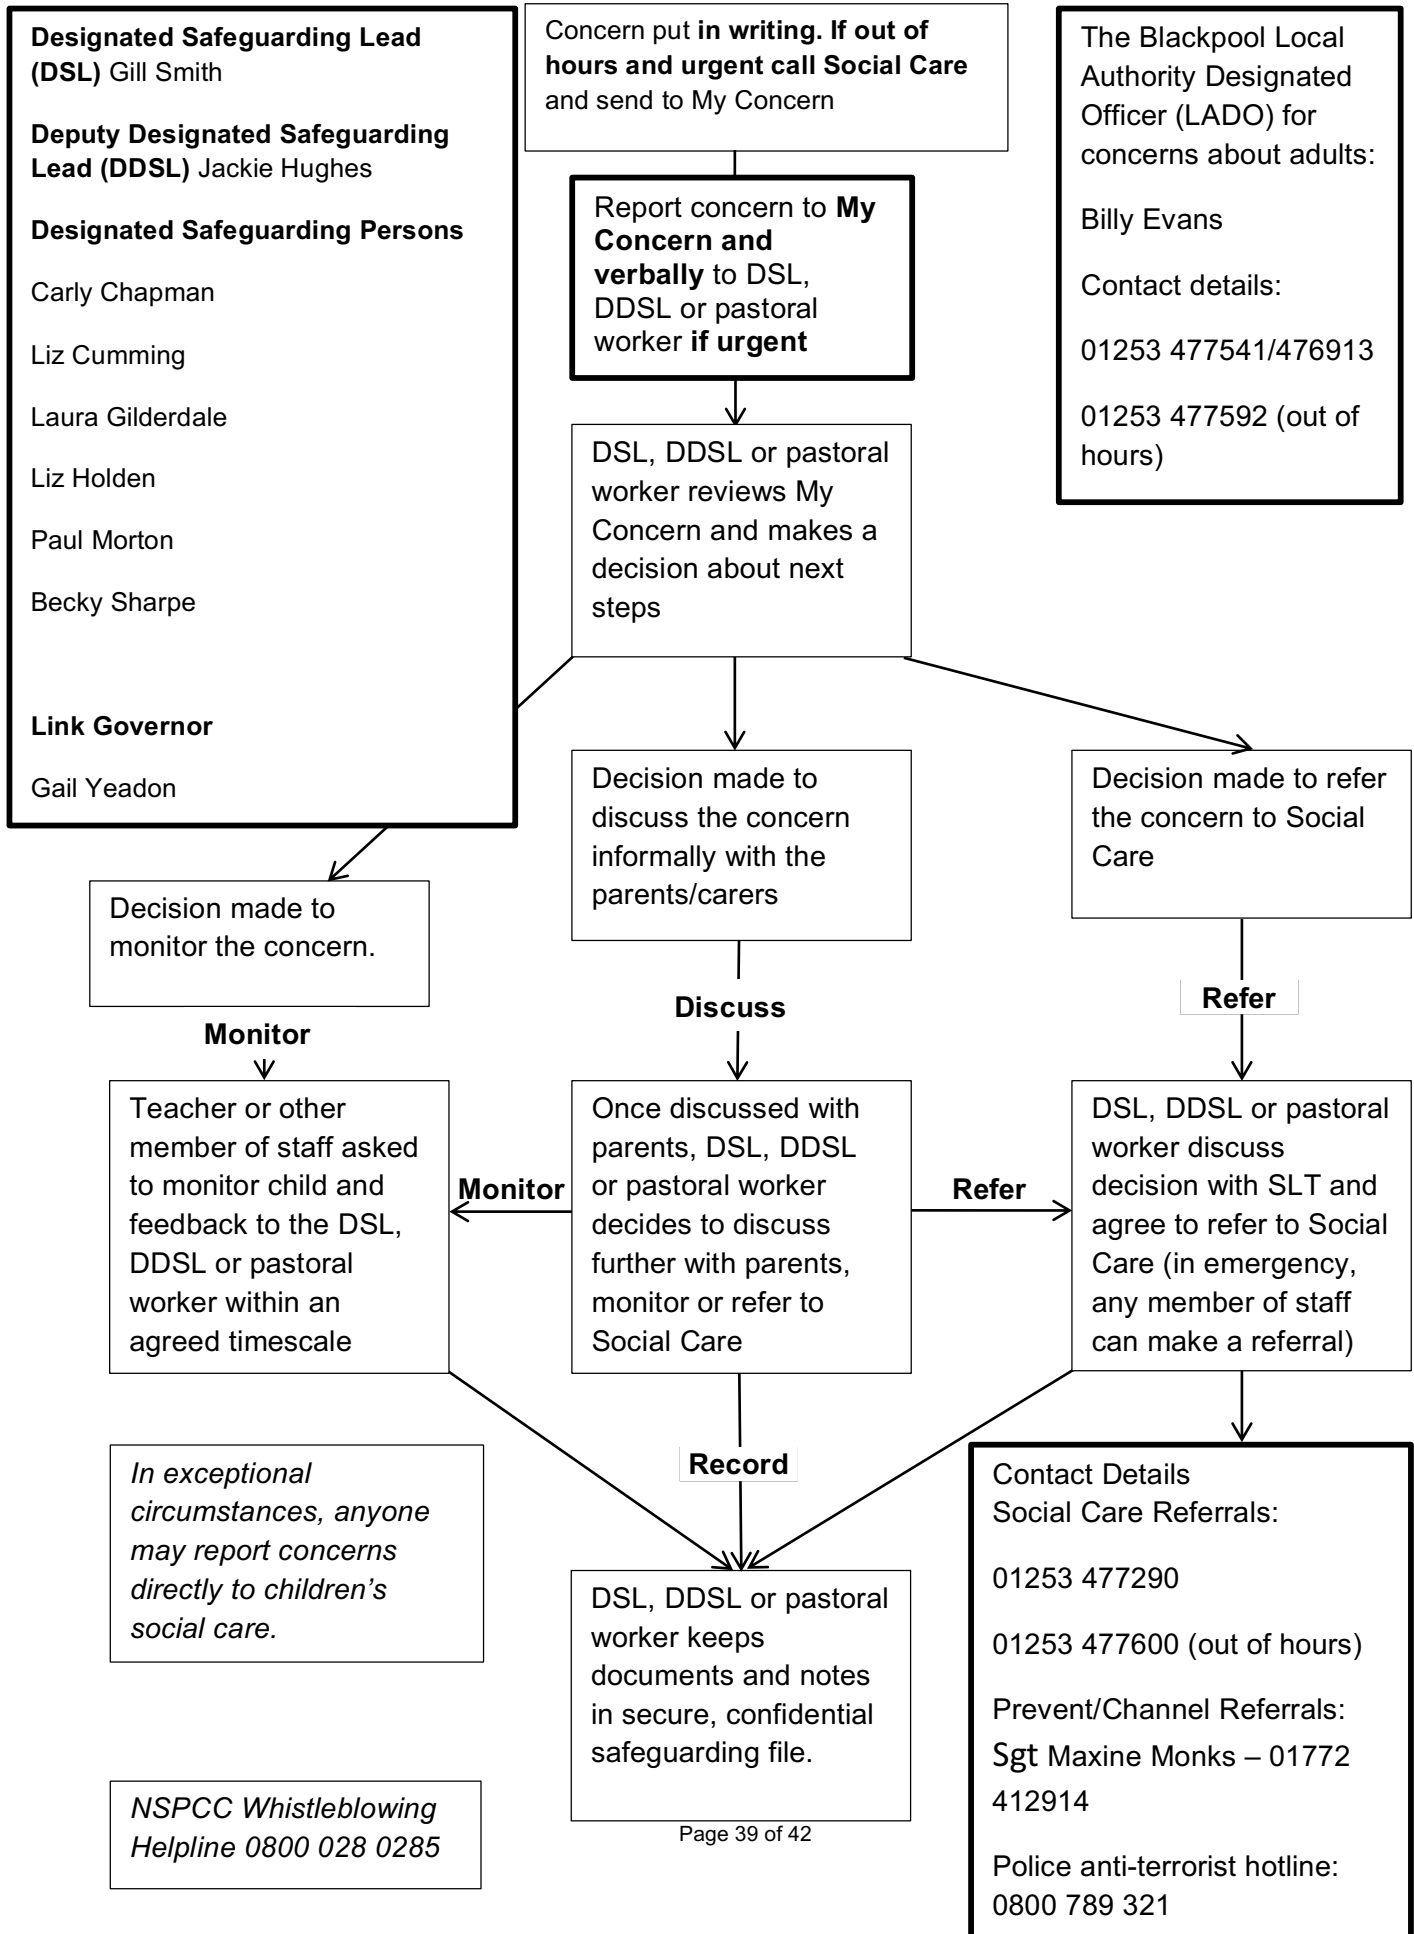 Designated Safeguarding Lead
(DSL) Gill Smith
Deputy Designated Safeguarding
Lead (DDSL) Jackie Hughes
Designated Safeguarding Persons
Carly Chapman
Liz Cumming
Laura Gilderdale
Liz Holden
Paul Morton
Becky Sharpe
Link Governor
Gail Yeadon
Concern put in writing. If out of
hours and urgent call Social Care
and send to My Concern
The Blackpool Local
Authority Designated
Officer (LADO) for
concerns about adults:
Billy Evans
Contact details:
01253 477541/476913
01253 477592 (out of
hours)
Report concern to My
Concern and
verbally to DSL,
DDSL or pastoral
worker if urgent
DSL, DDSL or pastoral
worker reviews My
Concern and makes a
decision about next
steps
Decision made to
monitor the concern.
Decision made to
discuss the concern
informally with the
parents/carers
Decision made to refer
the concern to Social
Care
Monitor
Discuss
Refer
Teacher or other
member of staff asked
to monitor child and
feedback to the DSL,
DDSL or pastoral
worker within an
agreed timescale
Monitor
Once discussed with
parents, DSL, DDSL
or pastoral worker
decides to discuss
further with parents,
monitor or refer to
Social Care
Refer
DSL, DDSL or pastoral
worker discuss
decision with SLT and
agree to refer to Social
Care (in emergency,
any member of staff
can make a referral)
In exceptional
circumstances, anyone
may report concerns
directly to children's
social care.
Record
DSL, DDSL or pastoral
worker keeps
documents and notes
in secure, confidential
safeguarding file.
Contact Details
Social Care Referrals:
01253 477290
01253 477600 (out of hours)
Prevent/Channel Referrals:
Sgt Maxine Monks – 01772
412914
Police anti-terrorist hotline:
0800 789 321
NSPCC Whistleblowing
Helpline 0800 028 0285
Page 39 of 42